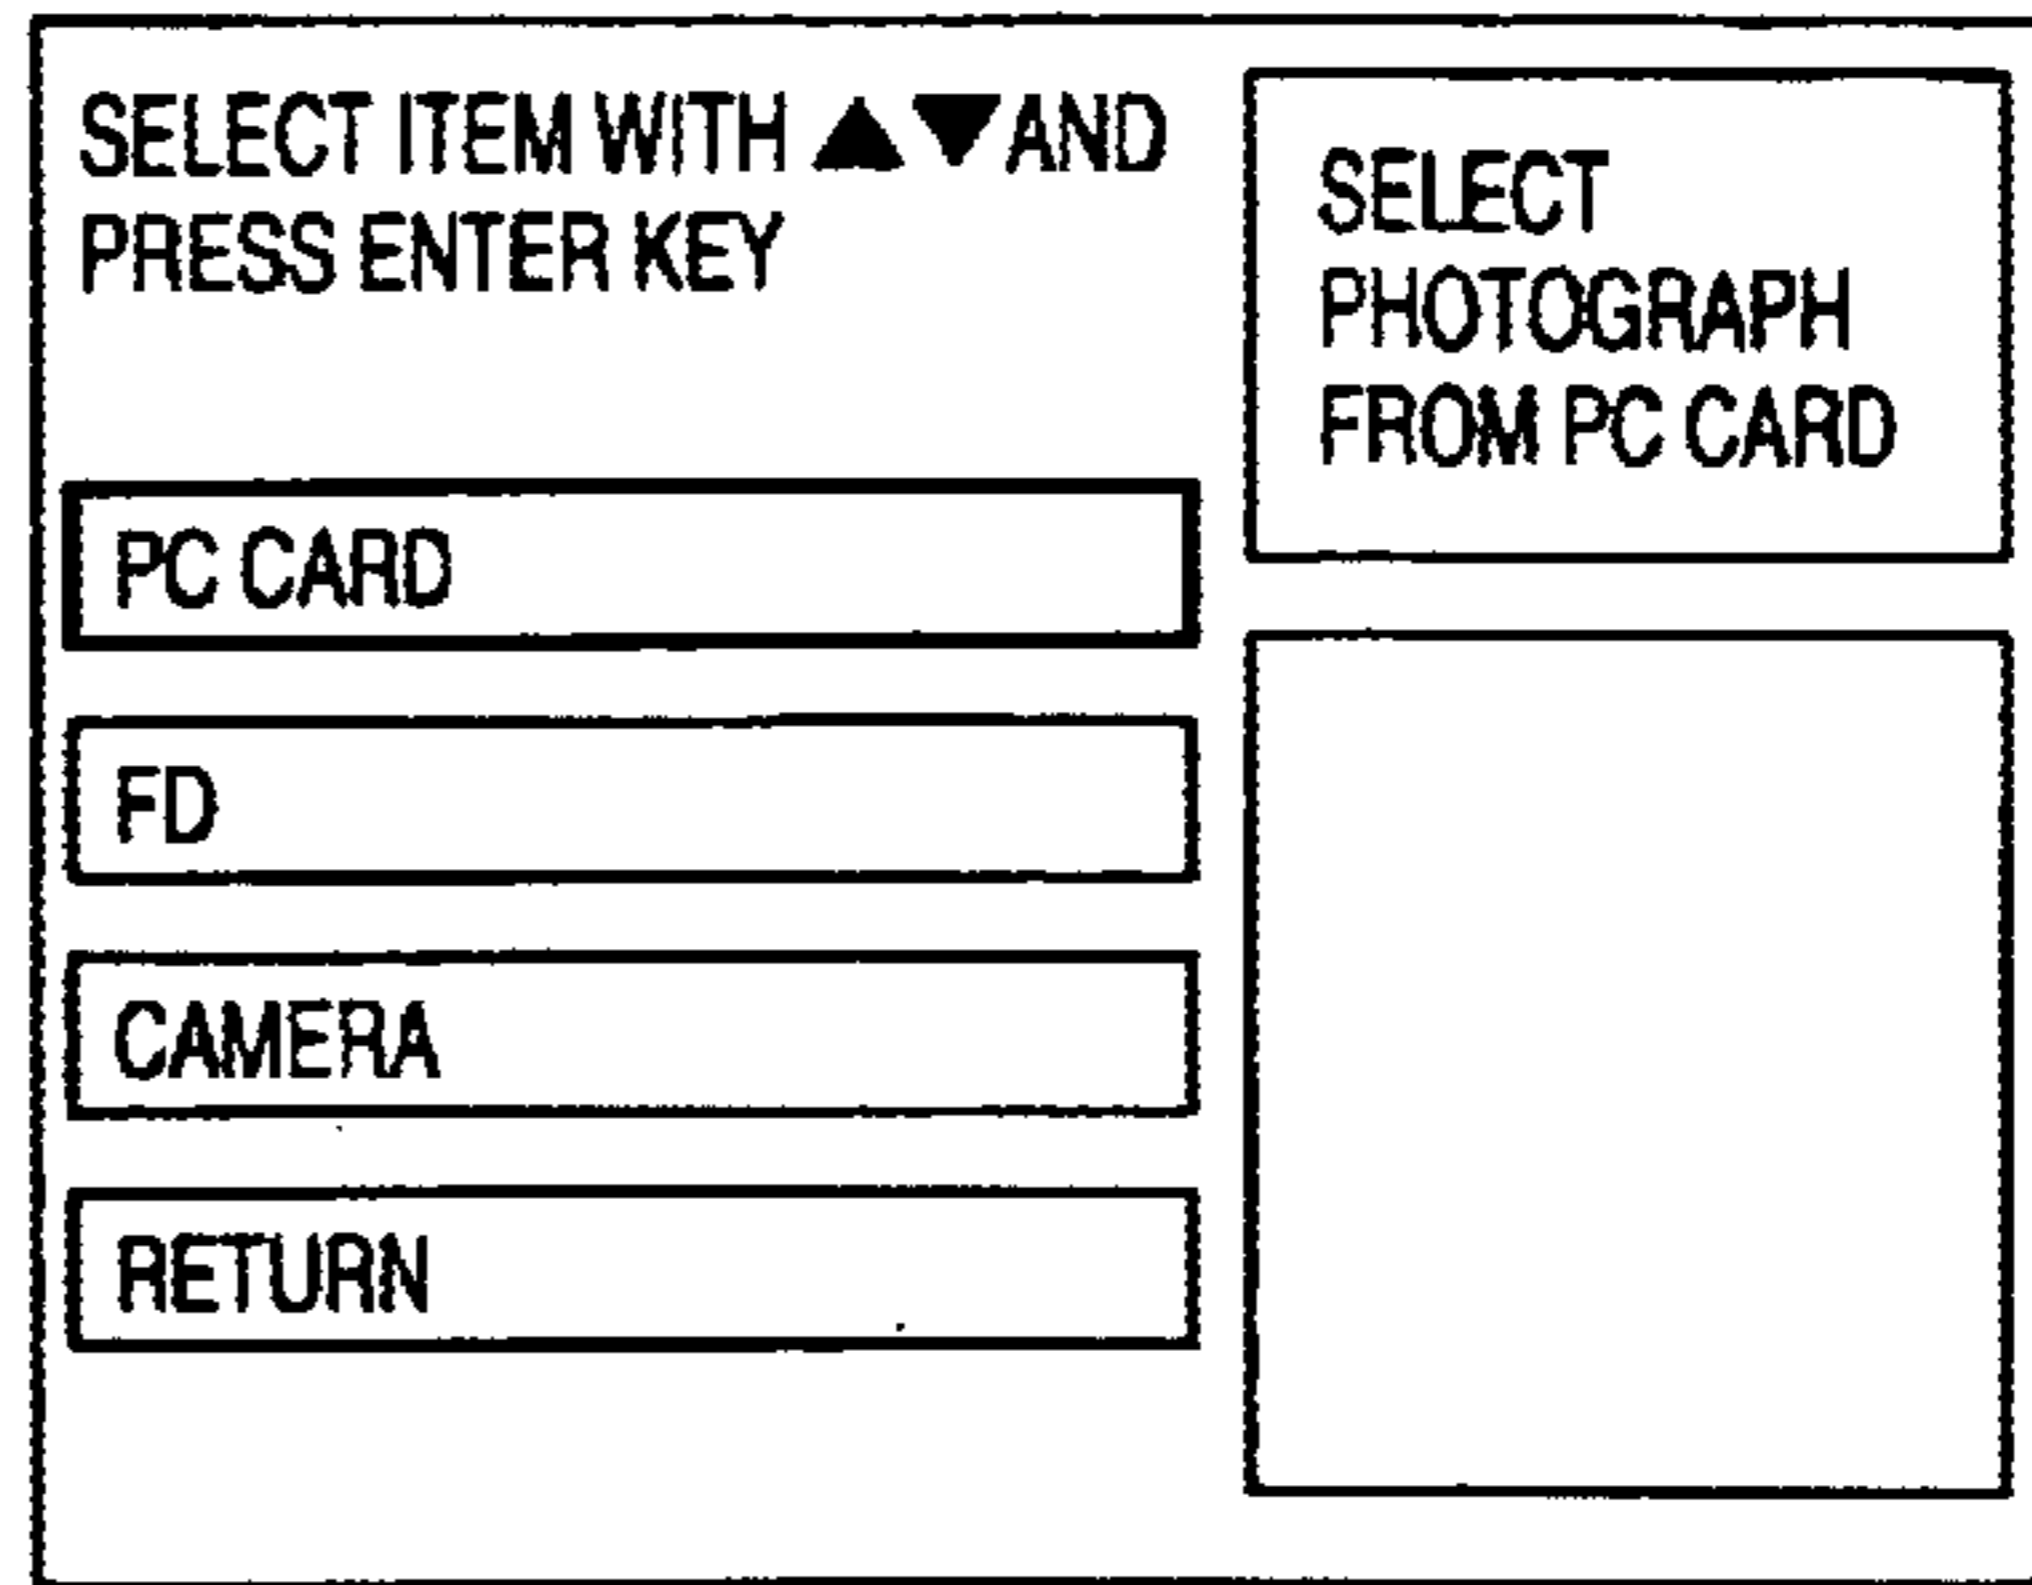 SELECT ITEM WITH ▲▼AND
PRESS ENTER KEY
PC CARD
FD
CAMERA
RETURN
SELECT
PHOTOGRAPH
FROM PC CARD